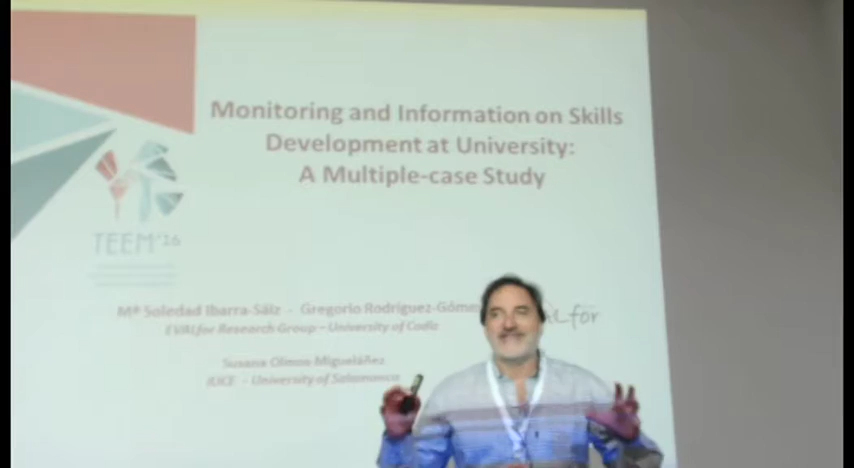 Monitoring and Information on Skills
Development at University:
A Multiple-case Study
TEEM'16
Mª Soledad Ibarra-Sáiz - Gregorio Rodríguez-Góme
EVALfor Research Group – University of Cadiz
for
Susana Olmos Migueláñez
IUCE - University of Salamanca